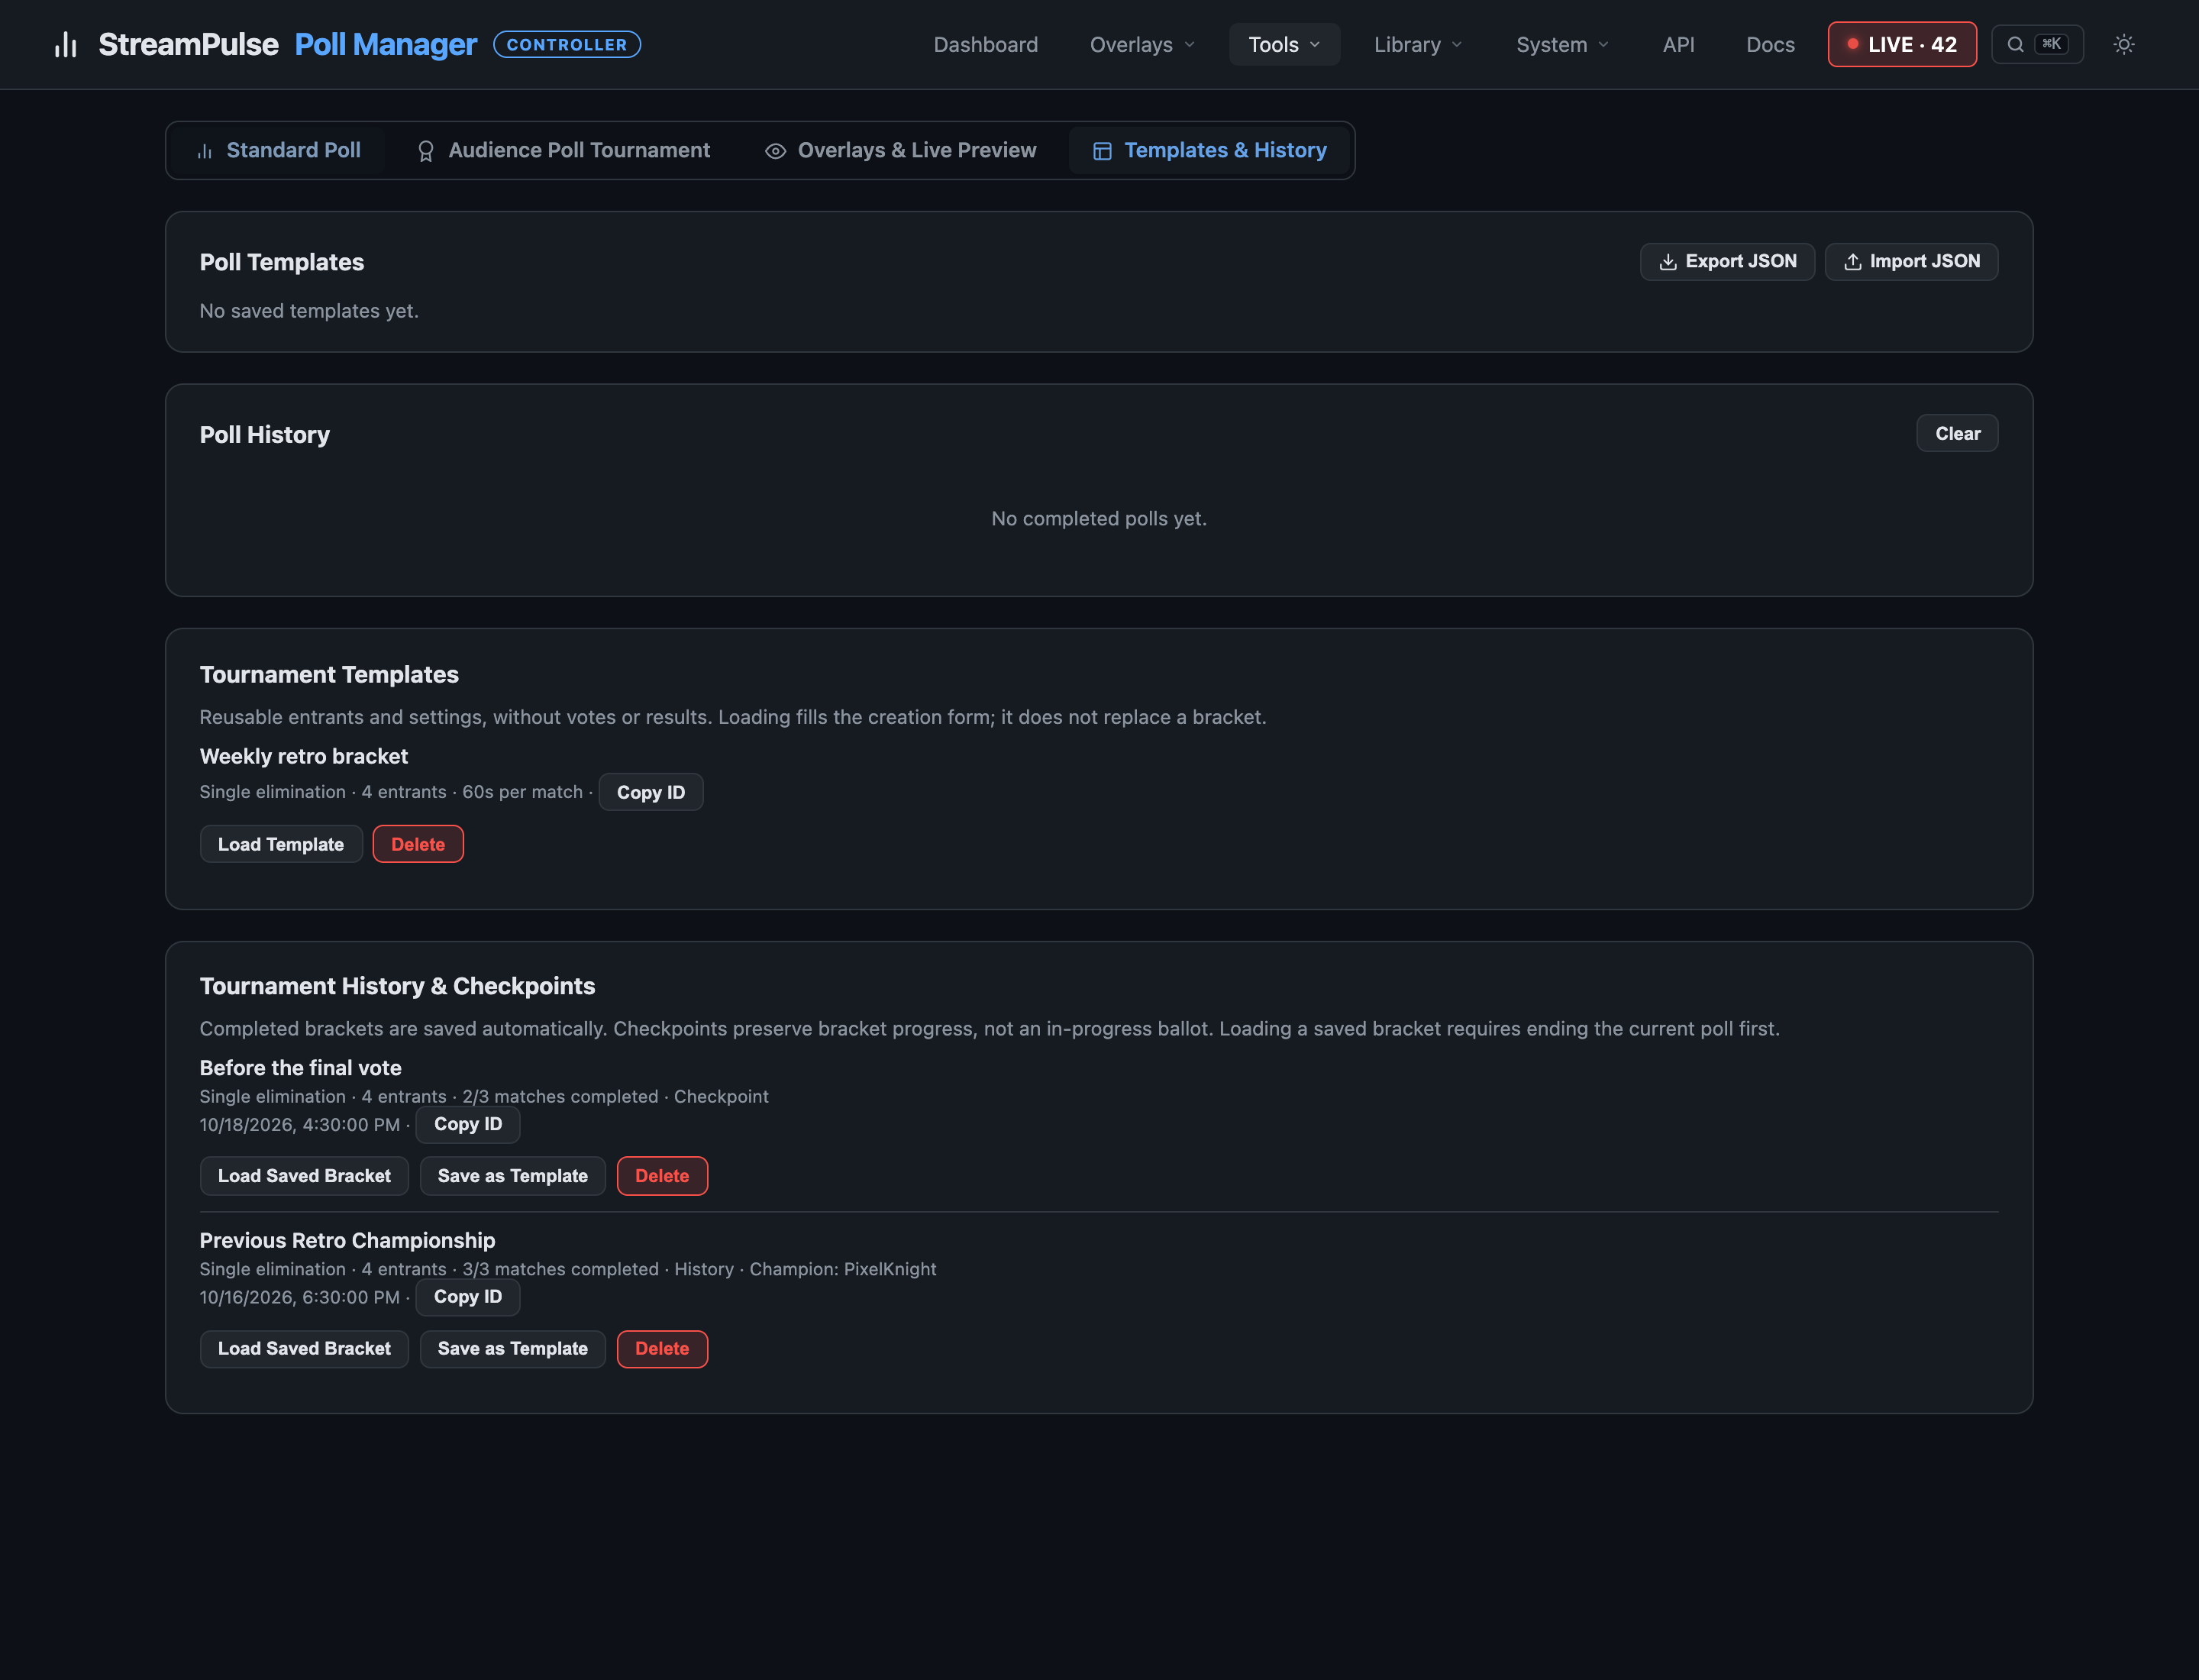 StreamPulse Poll Manager CONTROLLER Dashboard Overlays Tools Library System API Docs LIVE · 42 ⌘K
Standard Poll Audience Poll Tournament Overlays & Live Preview Templates & History
Poll Templates Export JSON Import JSON
No saved templates yet.
Poll History Clear
No completed polls yet.
Tournament Templates
Reusable entrants and settings, without votes or results. Loading fills the creation form; it does not replace a bracket.
Weekly retro bracket
Single elimination · 4 entrants · 60s per match · Copy ID
Load Template Delete
Tournament History & Checkpoints
Completed brackets are saved automatically. Checkpoints preserve bracket progress, not an in-progress ballot. Loading a saved bracket requires ending the current poll first.
Before the final vote
Single elimination · 4 entrants · 2/3 matches completed · Checkpoint
10/18/2026, 4:30:00 PM · Copy ID
Load Saved Bracket Save as Template Delete
Previous Retro Championship
Single elimination · 4 entrants · 3/3 matches completed · History · Champion: PixelKnight
10/16/2026, 6:30:00 PM · Copy ID
Load Saved Bracket Save as Template Delete